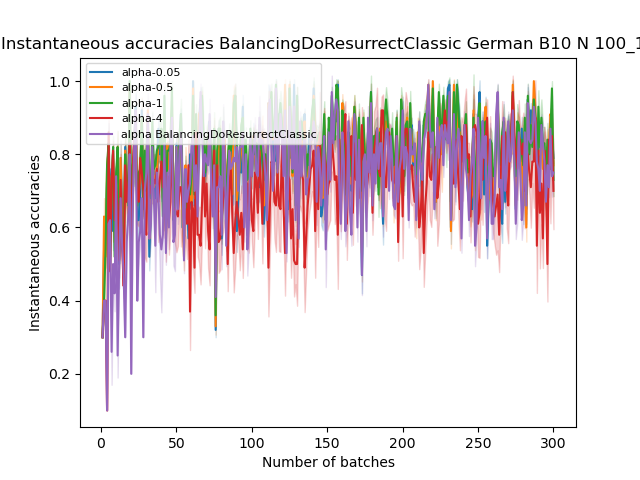 Instantaneous accuracies BalancingDoResurrectClassic German B10 N 100_1
alpha-0.05
alpha-0.5
alpha-1
alpha-4
alpha BalancingDoResurrectClassic
Instantaneous accuracies
1.0
0.8
0.6
0.4
0.2
0 50 100 150 200 250 300
Number of batches